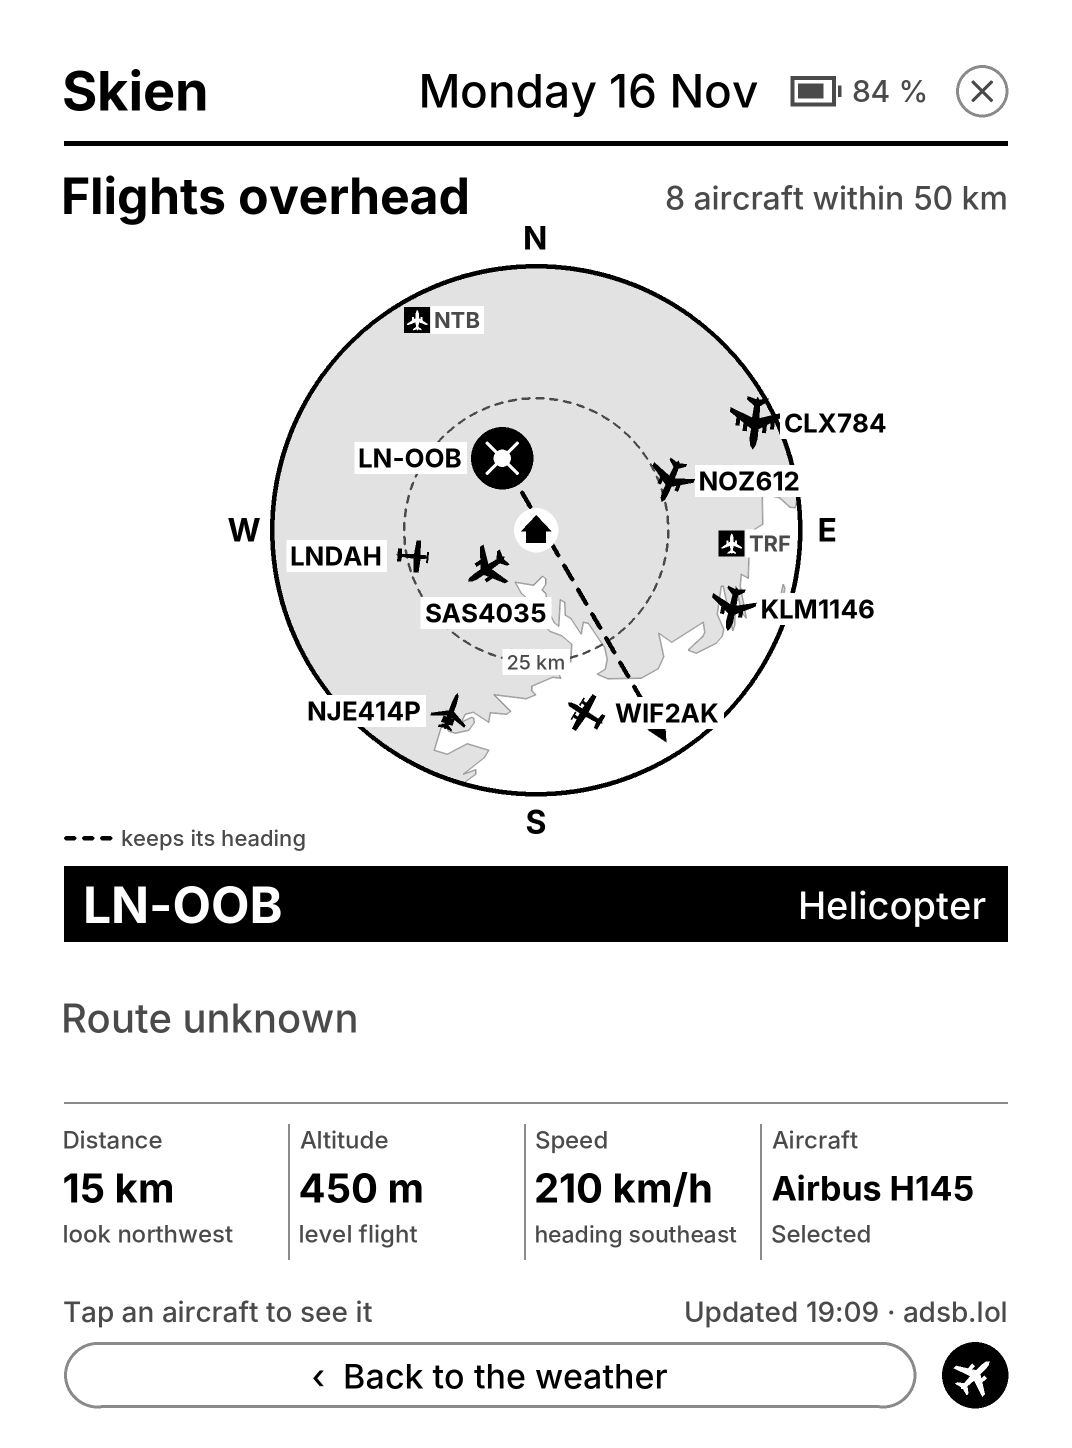 Skien
Monday 16 Nov
84 %
Flights overhead
8 aircraft within 50 km
N
NTB
CLX784
LN-OOB
NOZ612
W
E
TRF
LNDAH
SAS4035
KLM1146
25 km
NJE414P
WIF2AK
S
keeps its heading
LN-OOB
Helicopter
Route unknown
Distance
15 km
look northwest
Altitude
450 m
level flight
Speed
210 km/h
heading southeast
Aircraft
Airbus H145
Selected
Tap an aircraft to see it
Updated 19:09 · adsb.lol
‹ Back to the weather